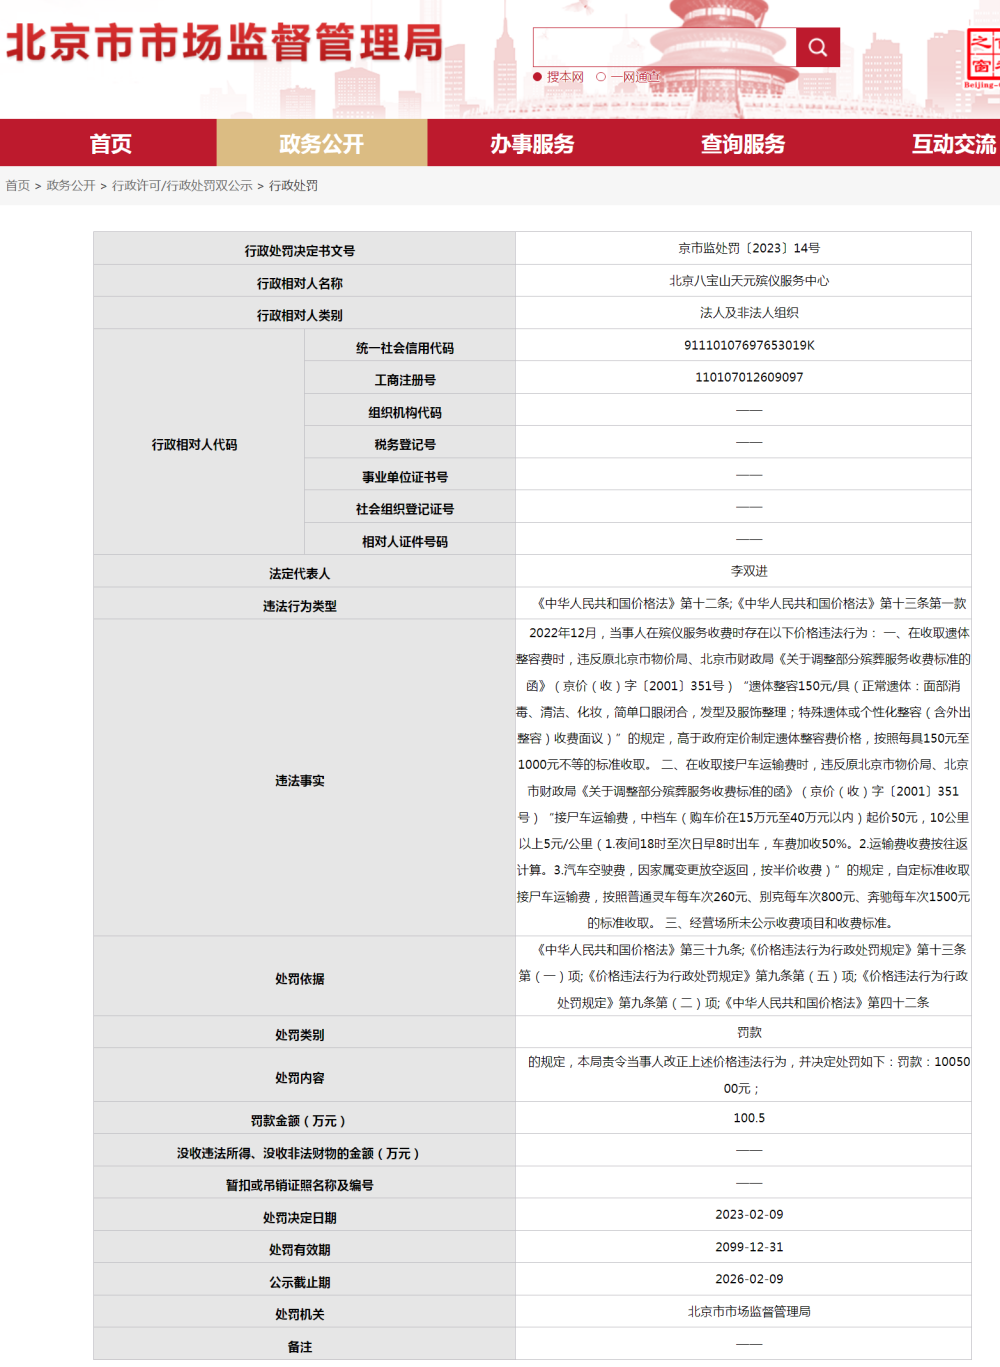 北京市市场监督管理局
搜本网 一网通查
Beijing-
首页 政务公开 办事服务 查询服务 互动交流
首页 > 政务公开 > 行政许可/行政处罚双公示 > 行政处罚
行政处罚决定书文号 京市监处罚〔2023〕14号
行政相对人名称 北京八宝山天元殡仪服务中心
行政相对人类别 法人及非法人组织
行政相对人代码
统一社会信用代码 91110107697653019K
工商注册号 110107012609097
组织机构代码 ——
税务登记号 ——
事业单位证书号 ——
社会组织登记证号 ——
相对人证件号码 ——
法定代表人 李双进
违法行为类型 《中华人民共和国价格法》第十二条;《中华人民共和国价格法》第十三条第一款
违法事实
2022年12月，当事人在殡仪服务收费时存在以下价格违法行为： 一、在收取遗体
整容费时，违反原北京市物价局、北京市财政局《关于调整部分殡葬服务收费标准的
函》（京价（收）字〔2001〕351号）“遗体整容150元/具（正常遗体：面部消
毒、清洁、化妆，简单口眼闭合，发型及服饰整理；特殊遗体或个性化整容（含外出
整容）收费面议）”的规定，高于政府定价制定遗体整容费价格，按照每具150元至
1000元不等的标准收取。 二、在收取接尸车运输费时，违反原北京市物价局、北京
市财政局《关于调整部分殡葬服务收费标准的函》（京价（收）字〔2001〕351
号）“接尸车运输费，中档车（购车价在15万元至40万元以内）起价50元，10公里
以上5元/公里（1.夜间18时至次日早8时出车，车费加收50%。2.运输费收费按往返
计算。3.汽车空驶费，因家属变更放空返回，按半价收费）”的规定，自定标准收取
接尸车运输费，按照普通灵车每车次260元、别克每车次800元、奔驰每车次1500元
的标准收取。 三、经营场所未公示收费项目和收费标准。
处罚依据
《中华人民共和国价格法》第三十九条;《价格违法行为行政处罚规定》第十三条
第（一）项;《价格违法行为行政处罚规定》第九条第（五）项;《价格违法行为行政
处罚规定》第九条第（二）项;《中华人民共和国价格法》第四十二条
处罚类别 罚款
处罚内容
的规定，本局责令当事人改正上述价格违法行为，并决定处罚如下：罚款：10050
00元；
罚款金额（万元） 100.5
没收违法所得、没收非法财物的金额（万元） ——
暂扣或吊销证照名称及编号 ——
处罚决定日期 2023-02-09
处罚有效期 2099-12-31
公示截止期 2026-02-09
处罚机关 北京市市场监督管理局
备注 ——